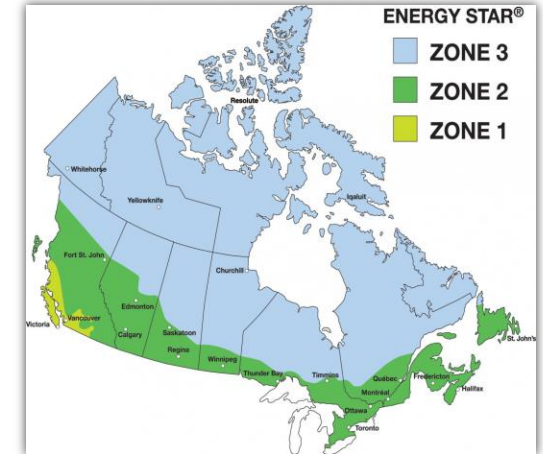 ENERGY STAR®
ZONE 3
ZONE 2
ZONE 1
Resolute
Whitehorse
Yellowknife
Iqaluit
Fort St. John
Churchill
Edmonton
Vancouver
Victoria
Calgary
Saskatoon
Regina
Winnipeg
Thunder Bay
Timmins
Québec
Fredericton
St. John's
Montréal
Halifax
Ottawa
Toronto